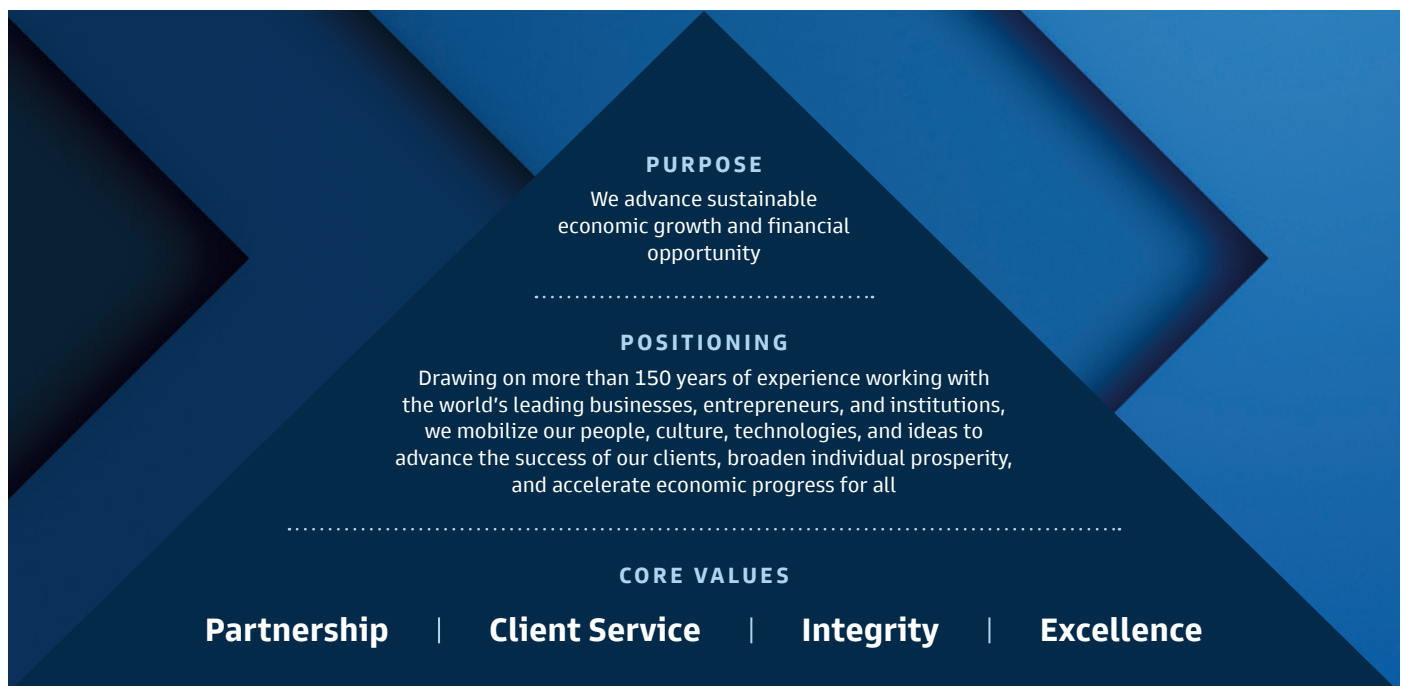 PURPOSE
We advance sustainable
economic growth and financial
opportunity
POSITIONING
Drawing on more than 150 years of experience working with
the world's leading businesses, entrepreneurs, and institutions,
we mobilize our people, culture, technologies, and ideas to
advance the success of our clients, broaden individual prosperity,
and accelerate economic progress for all
CORE VALUES
Partnership | Client Service | Integrity | Excellence